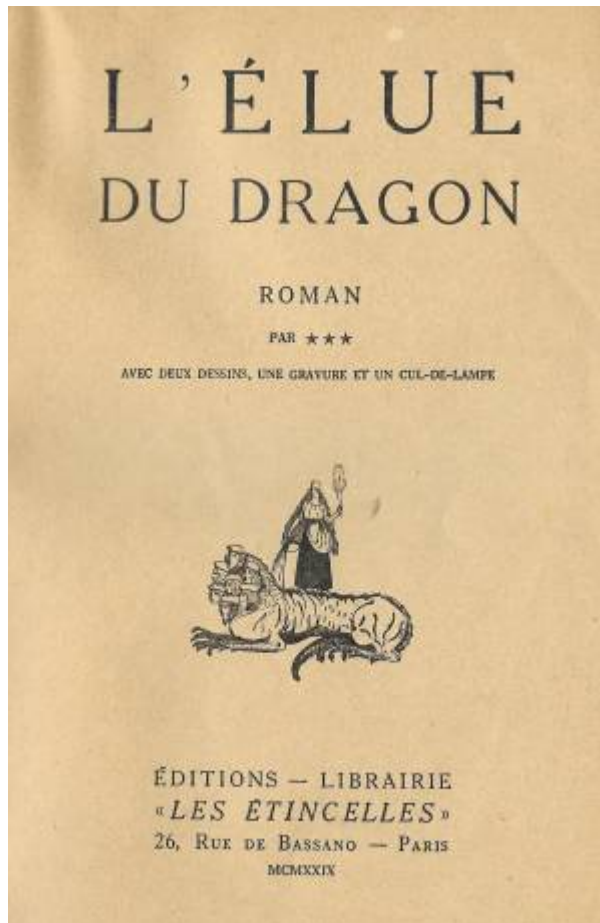 L'ÉLUE
DU DRAGON
ROMAN
PAR ★★★
AVEC DEUX DESSINS, UNE GRAVURE ET UN CUL-DE-LAMPE
ÉDITIONS — LIBRAIRIE
«LES ÉTINCELLES»
26, RUE DE BASSANO — PARIS
MCMXXIX